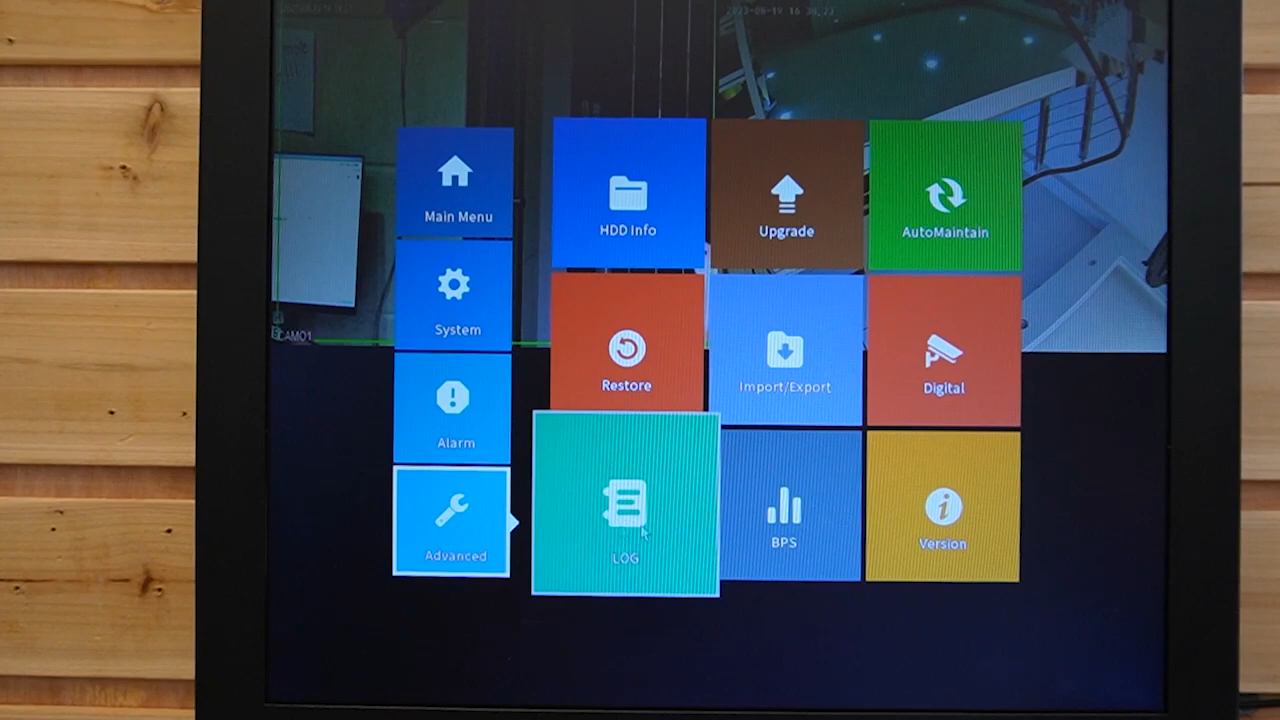 Main Menu
System
Alarm
Advanced
HDD Info
Upgrade
AutoMaintain
Restore
Import/Export
Digital
LOG
BPS
Version
CAM01